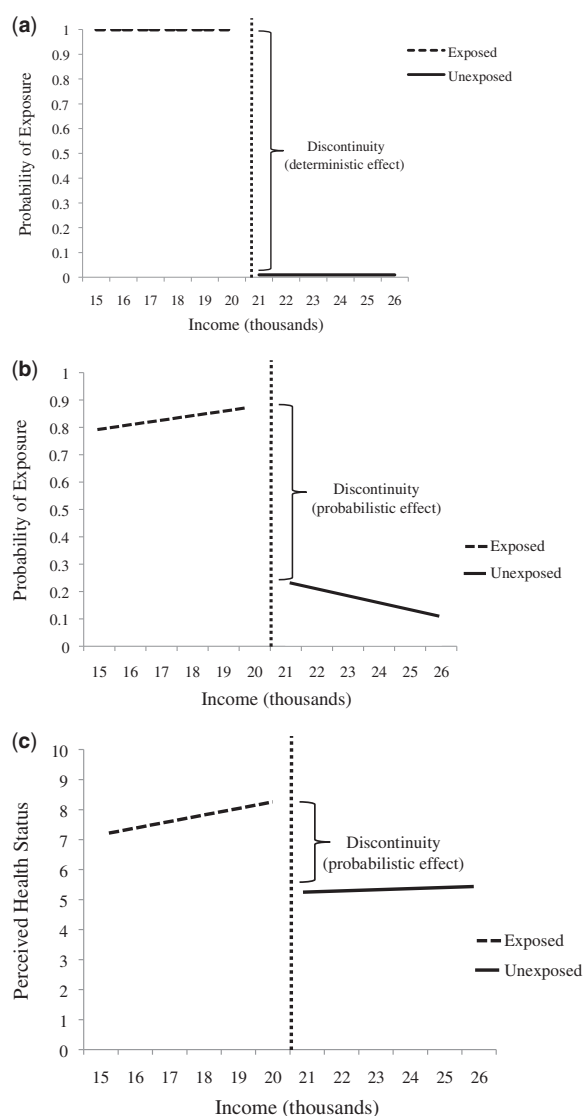 (a)
1
0.9
0.8
0.7
0.6
0.5
0.4
0.3
0.2
0.1
0
Probability of Exposure
Exposed
Unexposed
Discontinuity
(deterministic effect)
15 16 17 18 19 20 21 22 23 24 25 26
Income (thousands)
(b)
1
0.9
0.8
0.7
0.6
0.5
0.4
0.3
0.2
0.1
0
Probability of Exposure
Discontinuity
(probabilistic effect)
Exposed
Unexposed
15 16 17 18 19 20 21 22 23 24 25 26
Income (thousands)
(c)
10
9
8
7
6
5
4
3
2
1
0
Perceived Health Status
Discontinuity
(probabilistic effect)
Exposed
Unexposed
15 16 17 18 19 20 21 22 23 24 25 26
Income (thousands)